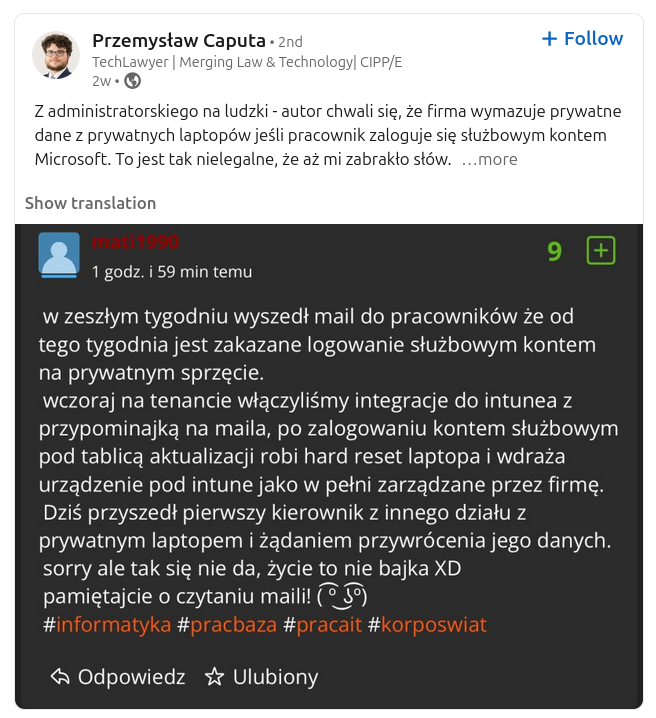 Przemysław Caputa • 2nd
+ Follow
TechLawyer | Merging Law & Technology| CIPP/E
2w •
Z administratorskiego na ludzki - autor chwali się, że firma wymazuje prywatne
dane z prywatnych laptopów jeśli pracownik zaloguje się służbowym kontem
Microsoft. To jest tak nielegalne, że aż mi zabrakło słów. …more
Show translation
mati1990
9
1 godz. i 59 min temu
w zeszłym tygodniu wyszedł mail do pracowników że od
tego tygodnia jest zakazane logowanie służbowym kontem
na prywatnym sprzęcie.
wczoraj na tenancie włączyliśmy integracje do intunea z
przypominajką na maila, po zalogowaniu kontem służbowym
pod tablicą aktualizacji robi hard reset laptopa i wdraża
urządzenie pod intune jako w pełni zarządzane przez firmę.
Dziś przyszedł pierwszy kierownik z innego działu z
prywatnym laptopem i żądaniem przywrócenia jego danych.
sorry ale tak się nie da, życie to nie bajka XD
pamiętajcie o czytaniu maili! ( ͡° ͜ʖ ͡°)
#informatyka #pracbaza #pracait #korposwiat
Odpowiedz Ulubiony